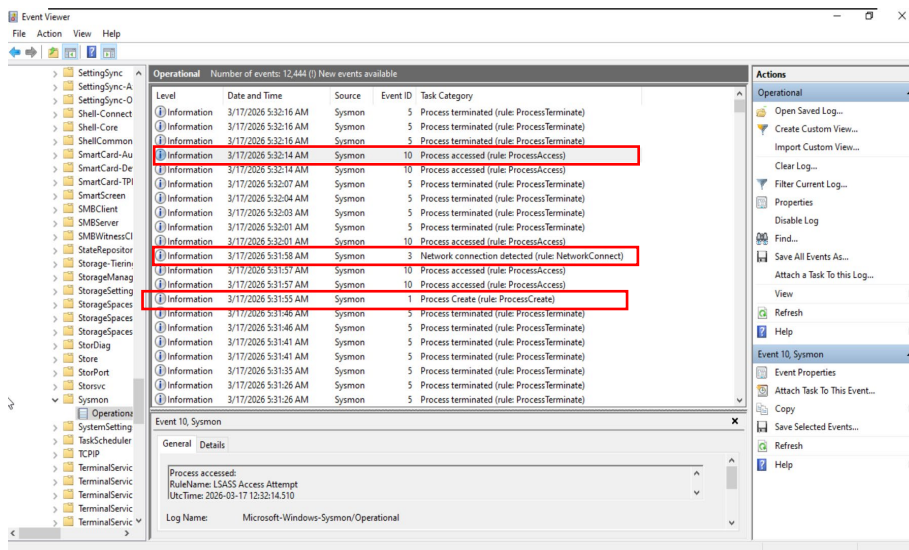 Event Viewer
File Action View Help
SettingSync
SettingSync-A
SettingSync-O
Shell-Connect
Shell-Core
ShellCommon
SmartCard-Au
SmartCard-De
SmartCard-TPI
SmartScreen
SMBClient
SMBServer
SMBWitnessCl
StateRepositor
Storage-Tierin
StorageManag
StorageSetting
StorageSpaces
StorageSpaces
StorageSpaces
StorDiag
Store
StorPort
Storsvc
Sysmon
Operationa
SystemSetting
TaskScheduler
TCPIP
TerminalServic
TerminalServic
TerminalServic
TerminalServic
TerminalServic
Operational Number of events: 12,444 (!) New events available
Level Date and Time Source Event ID Task Category
Information 3/17/2026 5:32:16 AM Sysmon 5 Process terminated (rule: ProcessTerminate)
Information 3/17/2026 5:32:16 AM Sysmon 5 Process terminated (rule: ProcessTerminate)
Information 3/17/2026 5:32:16 AM Sysmon 5 Process terminated (rule: ProcessTerminate)
Information 3/17/2026 5:32:14 AM Sysmon 10 Process accessed (rule: ProcessAccess)
Information 3/17/2026 5:32:14 AM Sysmon 10 Process accessed (rule: ProcessAccess)
Information 3/17/2026 5:32:07 AM Sysmon 5 Process terminated (rule: ProcessTerminate)
Information 3/17/2026 5:32:04 AM Sysmon 5 Process terminated (rule: ProcessTerminate)
Information 3/17/2026 5:32:03 AM Sysmon 5 Process terminated (rule: ProcessTerminate)
Information 3/17/2026 5:32:01 AM Sysmon 5 Process terminated (rule: ProcessTerminate)
Information 3/17/2026 5:32:01 AM Sysmon 10 Process accessed (rule: ProcessAccess)
Information 3/17/2026 5:31:58 AM Sysmon 3 Network connection detected (rule: NetworkConnect)
Information 3/17/2026 5:31:57 AM Sysmon 10 Process accessed (rule: ProcessAccess)
Information 3/17/2026 5:31:57 AM Sysmon 10 Process accessed (rule: ProcessAccess)
Information 3/17/2026 5:31:55 AM Sysmon 1 Process Create (rule: ProcessCreate)
Information 3/17/2026 5:31:46 AM Sysmon 5 Process terminated (rule: ProcessTerminate)
Information 3/17/2026 5:31:46 AM Sysmon 5 Process terminated (rule: ProcessTerminate)
Information 3/17/2026 5:31:41 AM Sysmon 5 Process terminated (rule: ProcessTerminate)
Information 3/17/2026 5:31:41 AM Sysmon 5 Process terminated (rule: ProcessTerminate)
Information 3/17/2026 5:31:35 AM Sysmon 5 Process terminated (rule: ProcessTerminate)
Information 3/17/2026 5:31:26 AM Sysmon 5 Process terminated (rule: ProcessTerminate)
Information 3/17/2026 5:31:26 AM Sysmon 5 Process terminated (rule: ProcessTerminate)
Event 10, Sysmon
General Details
Process accessed:
RuleName: LSASS Access Attempt
UtcTime: 2026-03-17 12:32:14.510
Log Name: Microsoft-Windows-Sysmon/Operational
Actions
Operational
Open Saved Log...
Create Custom View...
Import Custom View...
Clear Log...
Filter Current Log...
Properties
Disable Log
Find...
Save All Events As...
Attach a Task To this Log...
View
Refresh
Help
Event 10, Sysmon
Event Properties
Attach Task To This Event...
Copy
Save Selected Events...
Refresh
Help